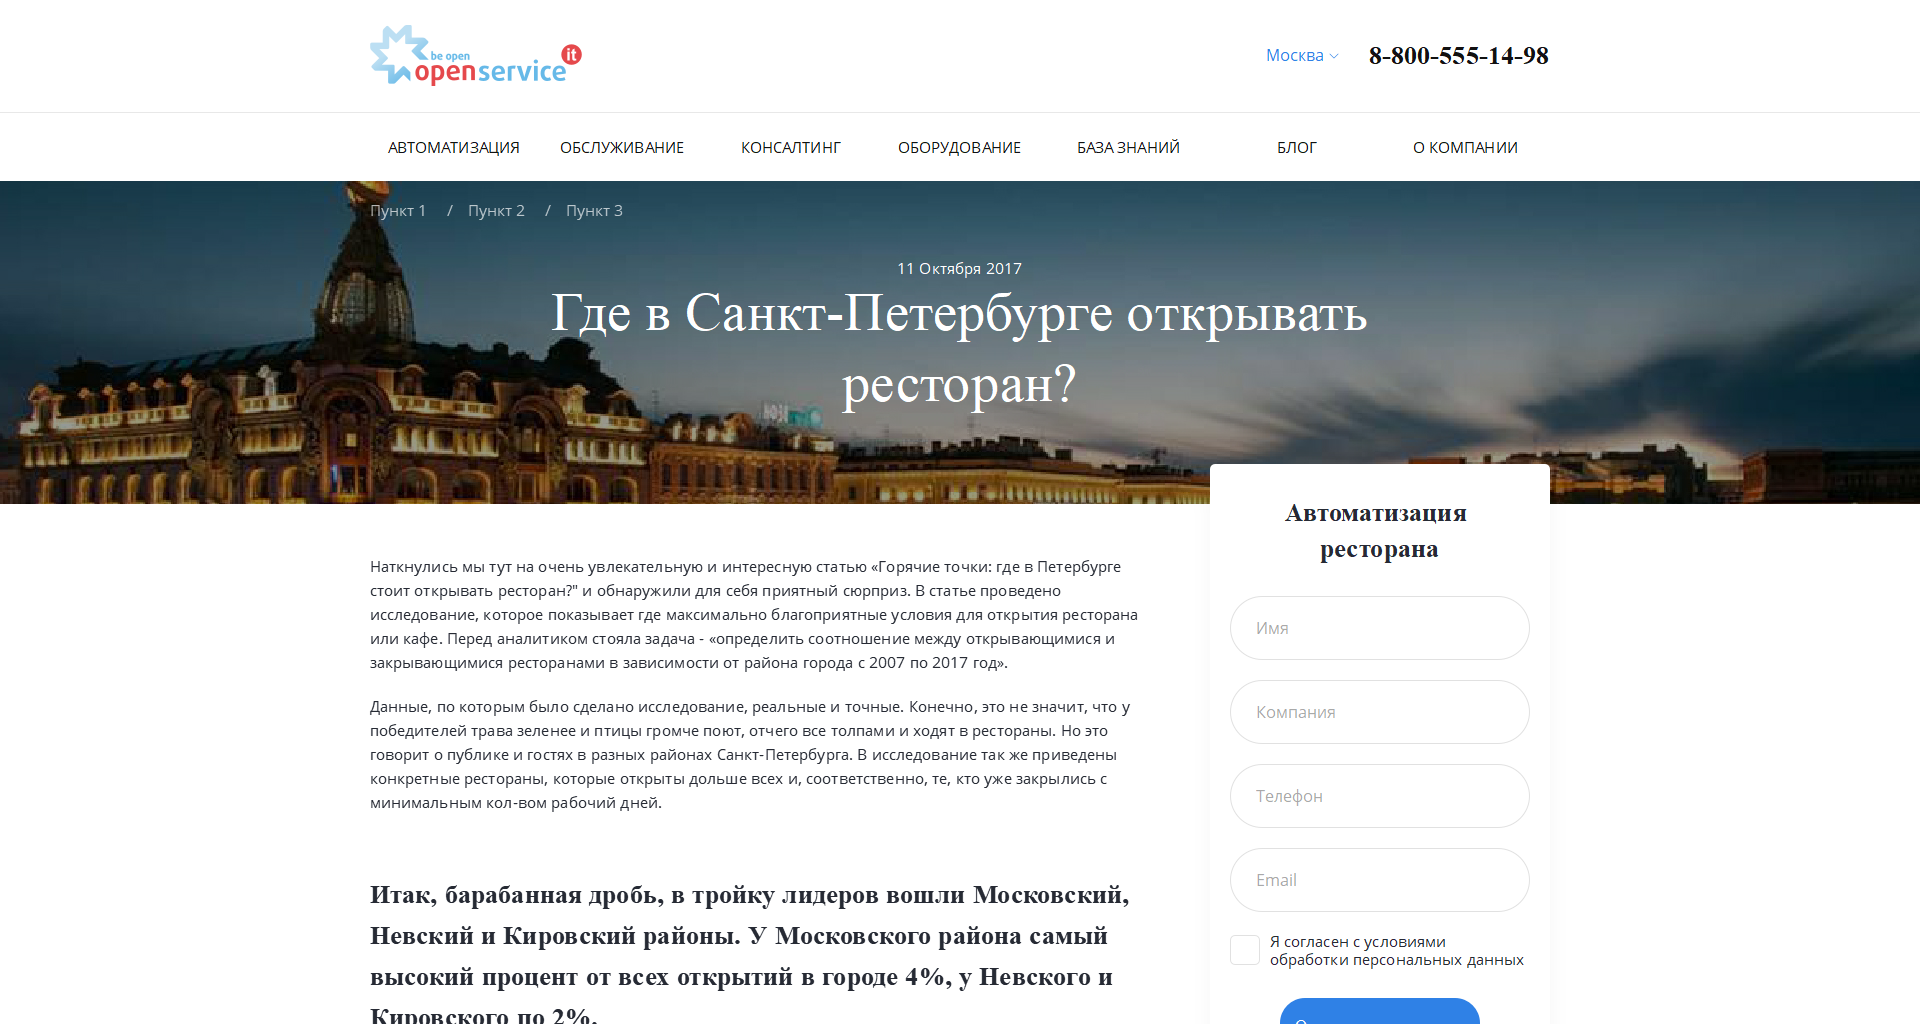 be open
openservice
it
Москва
8-800-555-14-98
АВТОМАТИЗАЦИЯ
ОБСЛУЖИВАНИЕ
КОНСАЛТИНГ
ОБОРУДОВАНИЕ
БАЗА ЗНАНИЙ
БЛОГ
О КОМПАНИИ
Пункт 1 / Пункт 2 / Пункт 3
11 Октября 2017
Где в Санкт-Петербурге открывать
ресторан?
Наткнулись мы тут на очень увлекательную и интересную статью «Горячие точки: где в Петербурге
стоит открывать ресторан?" и обнаружили для себя приятный сюрприз. В статье проведено
исследование, которое показывает где максимально благоприятные условия для открытия ресторана
или кафе. Перед аналитиком стояла задача - «определить соотношение между открывающимися и
закрывающимися ресторанами в зависимости от района города с 2007 по 2017 год».
Данные, по которым было сделано исследование, реальные и точные. Конечно, это не значит, что у
победителей трава зеленее и птицы громче поют, отчего все толпами и ходят в рестораны. Но это
говорит о публике и гостях в разных районах Санкт-Петербурга. В исследование так же приведены
конкретные рестораны, которые открыты дольше всех и, соответственно, те, кто уже закрылись с
минимальным кол-вом рабочий дней.
Итак, барабанная дробь, в тройку лидеров вошли Московский,
Невский и Кировский районы. У Московского района самый
высокий процент от всех открытий в городе 4%, у Невского и
Кировского по 2%.
Автоматизация
ресторана
Имя
Компания
Телефон
Email
Я согласен с условиями
обработки персональных данных